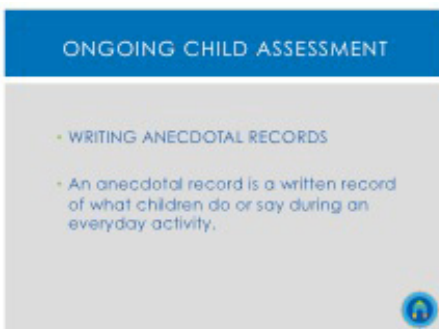 ONGOING CHILD ASSESSMENT
• WRITING ANECDOTAL RECORDS
• An anecdotal record is a written record
of what children do or say during an
everyday activity.